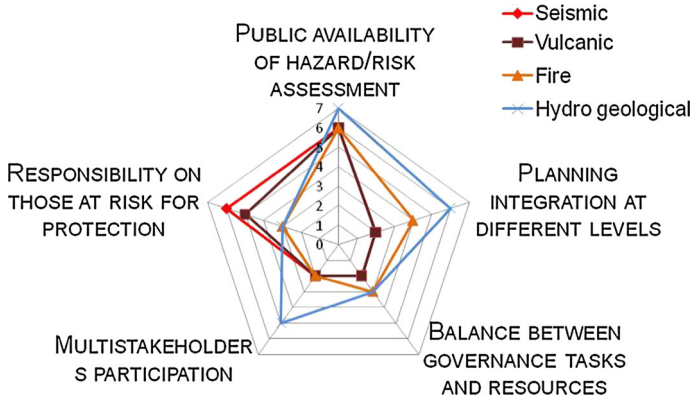 Seismic
Vulcanic
Fire
Hydro geological
PUBLIC AVAILABILITY
OF HAZARD/RISK
ASSESSMENT
7
6
5
4
3
2
1
0
PLANNING
INTEGRATION AT
DIFFERENT LEVELS
BALANCE BETWEEN
GOVERNANCE TASKS
AND RESOURCES
MULTISTAKEHOLDER
S PARTICIPATION
RESPONSIBILITY ON
THOSE AT RISK FOR
PROTECTION